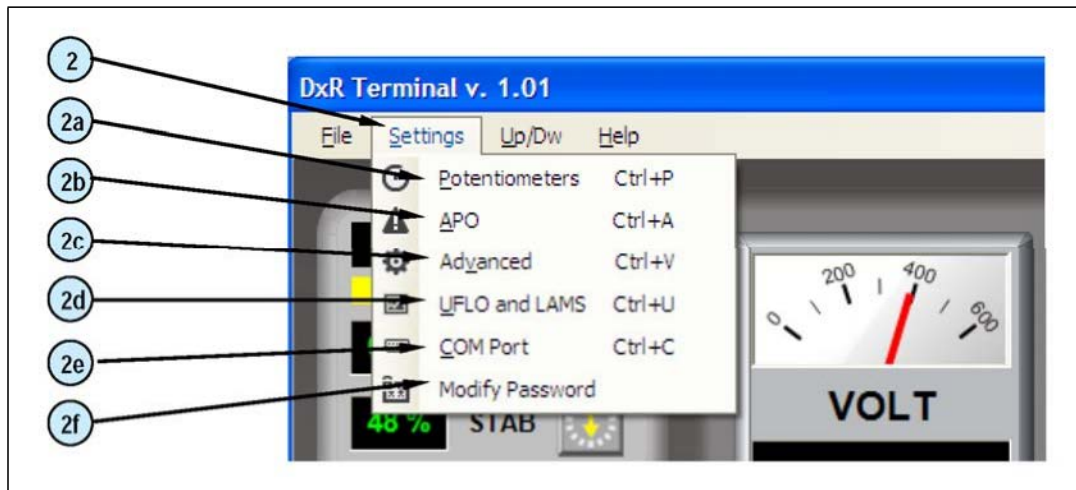 2
2a
2b
2c
2d
2e
2f
DxR Terminal v. 1.01
File Settings Up/Dw Help
Potentiometers Ctrl+P
APO Ctrl+A
Advanced Ctrl+V
UFLO and LAMS Ctrl+U
COM Port Ctrl+C
Modify Password
48 % STAB
0 200 400 600
VOLT